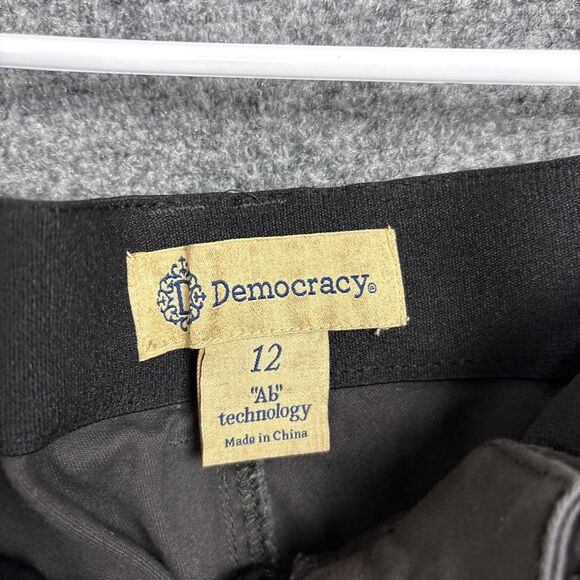 D Democracy®
12
"Ab"
technology
Made in China